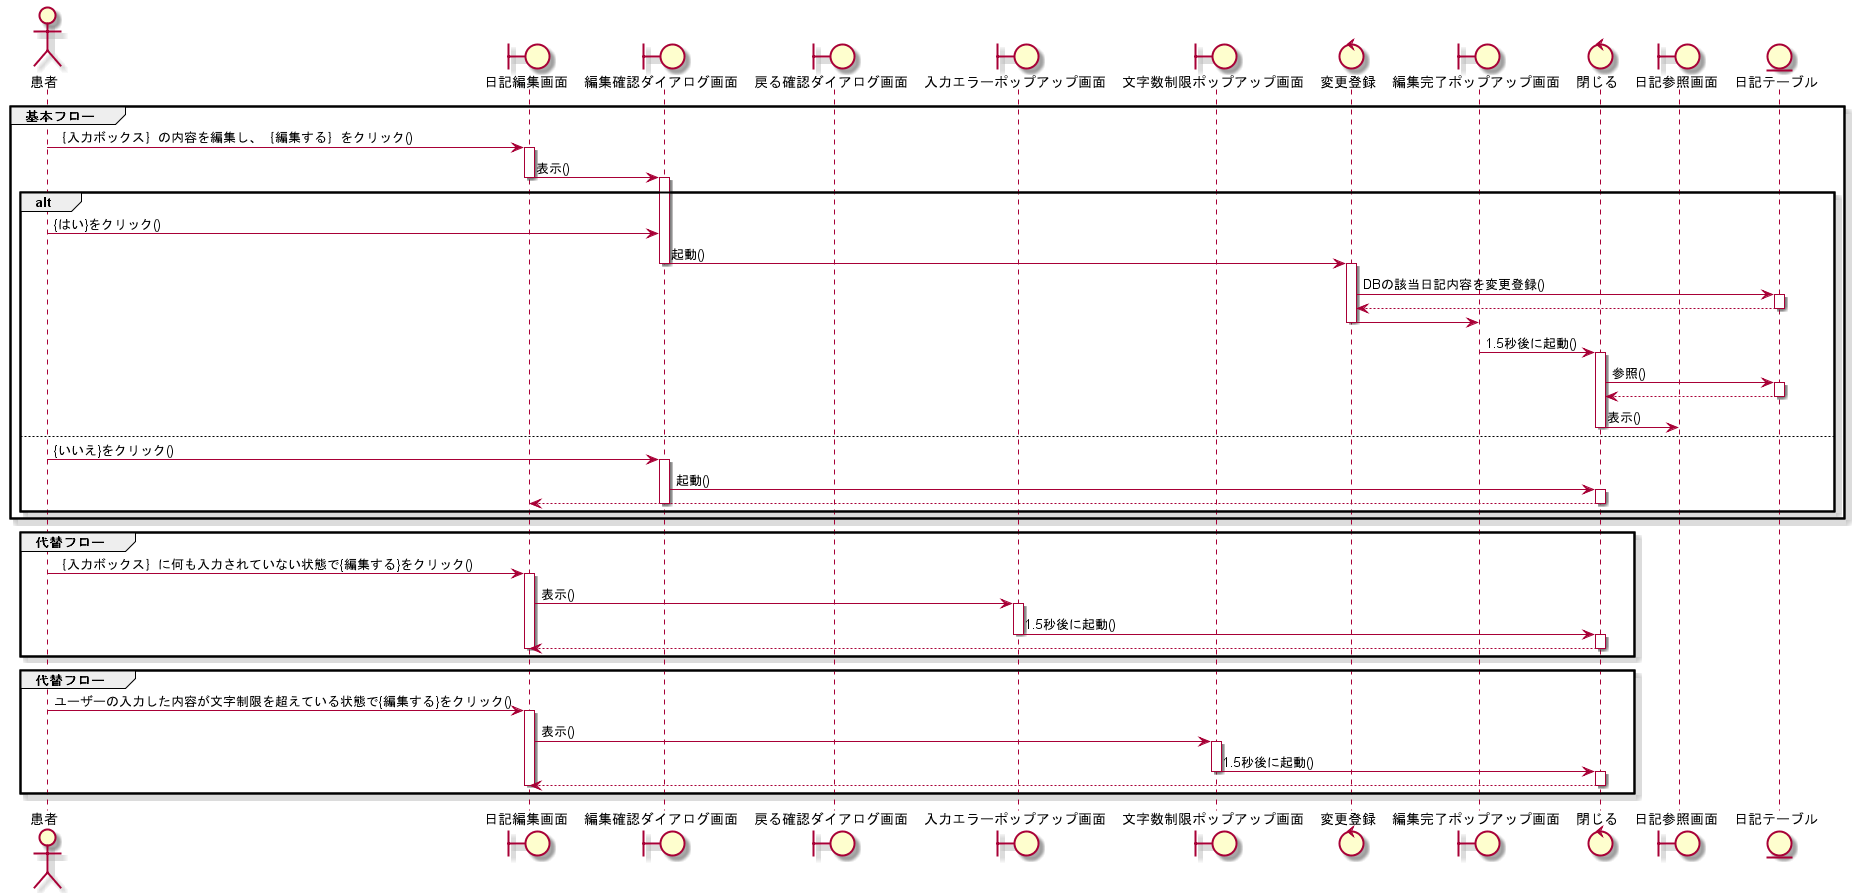 患者
日記編集画面
編集確認ダイアログ画面
戻る確認ダイアログ画面
入力エラーポップアップ画面
文字数制限ポップアップ画面
変更登録
編集完了ポップアップ画面
閉じる
日記参照画面
日記テーブル
基本フロー
｛入力ボックス｝の内容を編集し、｛編集する｝をクリック()
表示()
alt
{はい}をクリック()
起動()
DBの該当日記内容を変更登録()
1.5秒後に起動()
参照()
表示()
{いいえ}をクリック()
起動()
代替フロー
｛入力ボックス｝に何も入力されていない状態で{編集する}をクリック()
表示()
1.5秒後に起動()
代替フロー
ユーザーの入力した内容が文字制限を超えている状態で{編集する}をクリック()
表示()
1.5秒後に起動()
患者
日記編集画面
編集確認ダイアログ画面
戻る確認ダイアログ画面
入力エラーポップアップ画面
文字数制限ポップアップ画面
変更登録
編集完了ポップアップ画面
閉じる
日記参照画面
日記テーブル